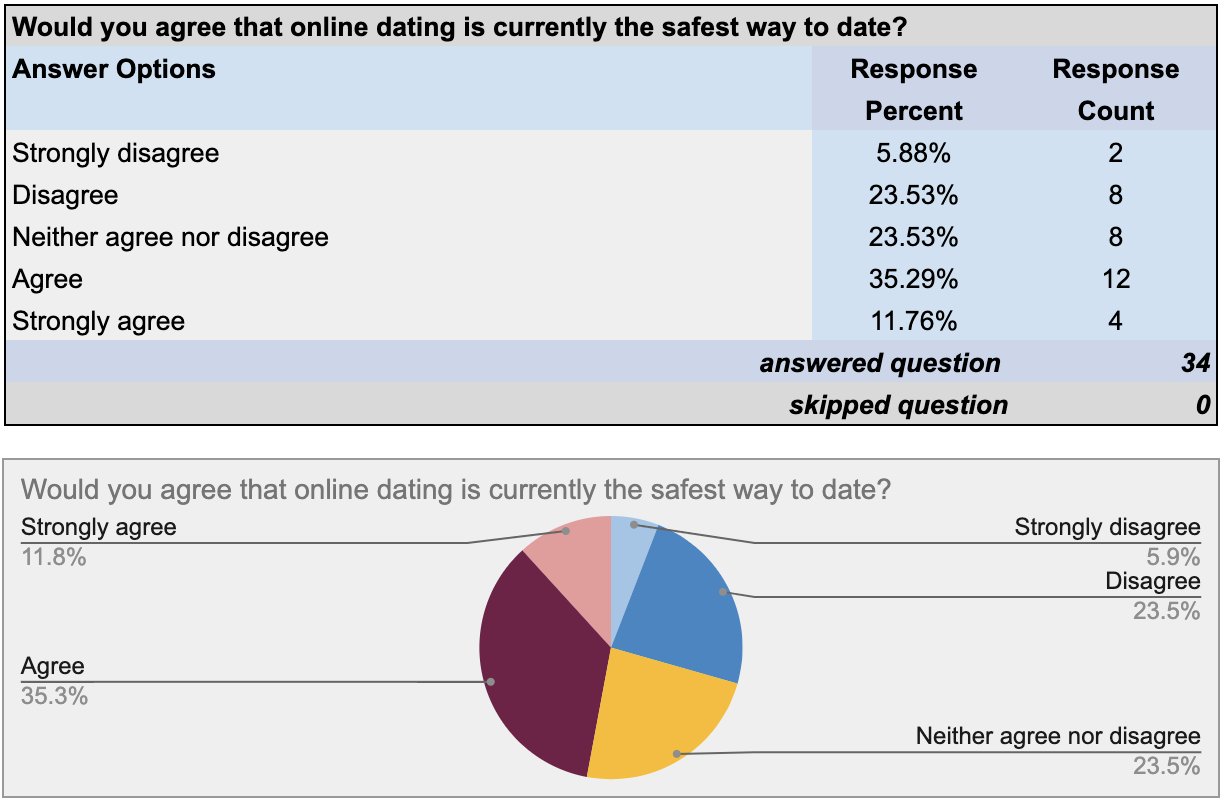 Would you agree that online dating is currently the safest way to date?
Answer Options Response Percent Response Count
Strongly disagree 5.88% 2
Disagree 23.53% 8
Neither agree nor disagree 23.53% 8
Agree 35.29% 12
Strongly agree 11.76% 4
answered question 34
skipped question 0
Would you agree that online dating is currently the safest way to date?
Strongly agree
11.8%
Agree
35.3%
Strongly disagree
5.9%
Disagree
23.5%
Neither agree nor disagree
23.5%